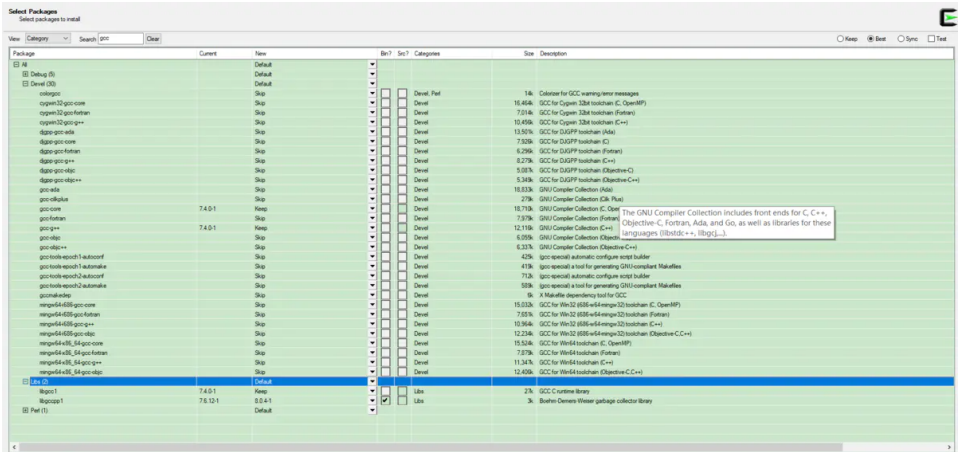 Select Packages
Select packages to install
View Category Search gcc Clear Keep Best Sync Test
Package Current New Bin? Src? Categories Size Description
All Default
Debug (5) Default
Devel (30) Default
colorgcc Skip Devel, Perl 14k Colorizer for GCC warning/error messages
cygwin32-gcc-core Skip Devel 16,464k GCC for Cygwin 32bit toolchain (C, OpenMP)
cygwin32-gcc-fortran Skip Devel 7,014k GCC for Cygwin 32bit toolchain (Fortran)
cygwin32-gcc-g++ Skip Devel 10,456k GCC for Cygwin 32bit toolchain (C++)
djgpp-gcc-ada Skip Devel 13,501k GCC for DJGPP toolchain (Ada)
djgpp-gcc-core Skip Devel 7,926k GCC for DJGPP toolchain (C)
djgpp-gcc-fortran Skip Devel 6,296k GCC for DJGPP toolchain (Fortran)
djgpp-gcc-g++ Skip Devel 8,279k GCC for DJGPP toolchain (C++)
djgpp-gcc-objc Skip Devel 5,087k GCC for DJGPP toolchain (Objective-C)
djgpp-gcc-objc++ Skip Devel 5,349k GCC for DJGPP toolchain (Objective-C++)
gcc-ada Skip Devel 18,833k GNU Compiler Collection (Ada)
gcc-cilkplus Skip Devel 279k GNU Compiler Collection (Cilk Plus)
gcc-core 7.4.0-1 Keep Devel 18,710k GNU Compiler Collection (C, Open
gcc-fortran Skip Devel 7,979k GNU Compiler Collection (Fortran)
gcc-g++ 7.4.0-1 Keep Devel 12,110k GNU Compiler Collection (C++)
gcc-objc Skip Devel 6,055k GNU Compiler Collection (Objective
gcc-objc++ Skip Devel 6,337k GNU Compiler Collection (Objective-C++)
The GNU Compiler Collection includes front ends for C, C++,
Objective-C, Fortran, Ada, and Go, as well as libraries for these
languages (libstdc++, libgcj,...).
gcc-tools-epoch1-autoconf Skip Devel 425k (gcc-special) automatic configure script builder
gcc-tools-epoch1-automake Skip Devel 419k (gcc-special) a tool for generating GNU-compliant Makefiles
gcc-tools-epoch2-autoconf Skip Devel 712k (gcc-special) automatic configure script builder
gcc-tools-epoch2-automake Skip Devel 589k (gcc-special) a tool for generating GNU-compliant Makefiles
gccmakedep Skip Devel 6k X Makefile dependency tool for GCC
mingw64-i686-gcc-core Skip Devel 15,032k GCC for Win32 (i686-w64-mingw32) toolchain (C, OpenMP)
mingw64-i686-gcc-fortran Skip Devel 7,651k GCC for Win32 (i686-w64-mingw32) toolchain (Fortran)
mingw64-i686-gcc-g++ Skip Devel 10,964k GCC for Win32 (i686-w64-mingw32) toolchain (C++)
mingw64-i686-gcc-objc Skip Devel 12,234k GCC for Win32 (i686-w64-mingw32) toolchain (Objective-C,C++)
mingw64-x86_64-gcc-core Skip Devel 15,524k GCC for Win64 toolchain (C, OpenMP)
mingw64-x86_64-gcc-fortran Skip Devel 7,879k GCC for Win64 toolchain (Fortran)
mingw64-x86_64-gcc-g++ Skip Devel 11,347k GCC for Win64 toolchain (C++)
mingw64-x86_64-gcc-objc Skip Devel 12,408k GCC for Win64 toolchain (Objective-C,C++)
Libs (2) Default
libgcc1 7.4.0-1 Keep Libs 27k GCC C runtime library
libgccpp1 7.6.12-1 8.0.4-1 Libs 3k Boehm-Demers-Weiser garbage collector library
Perl (1) Default